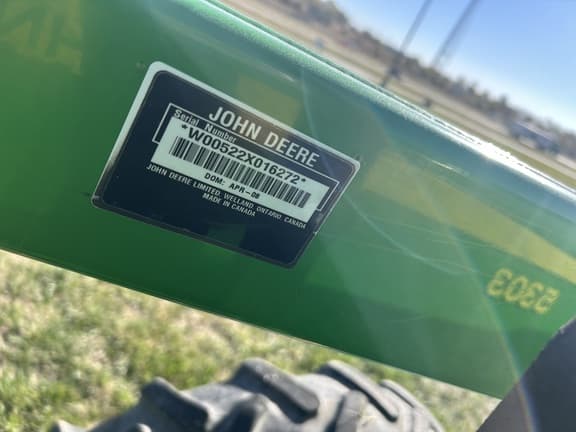 JOHN DEERE
Serial Number
*W00522X016272*
DOM: APR-08
JOHN DEERE LIMITED, WELLAND, ONTARIO, CANADA
MADE IN CANADA
5303